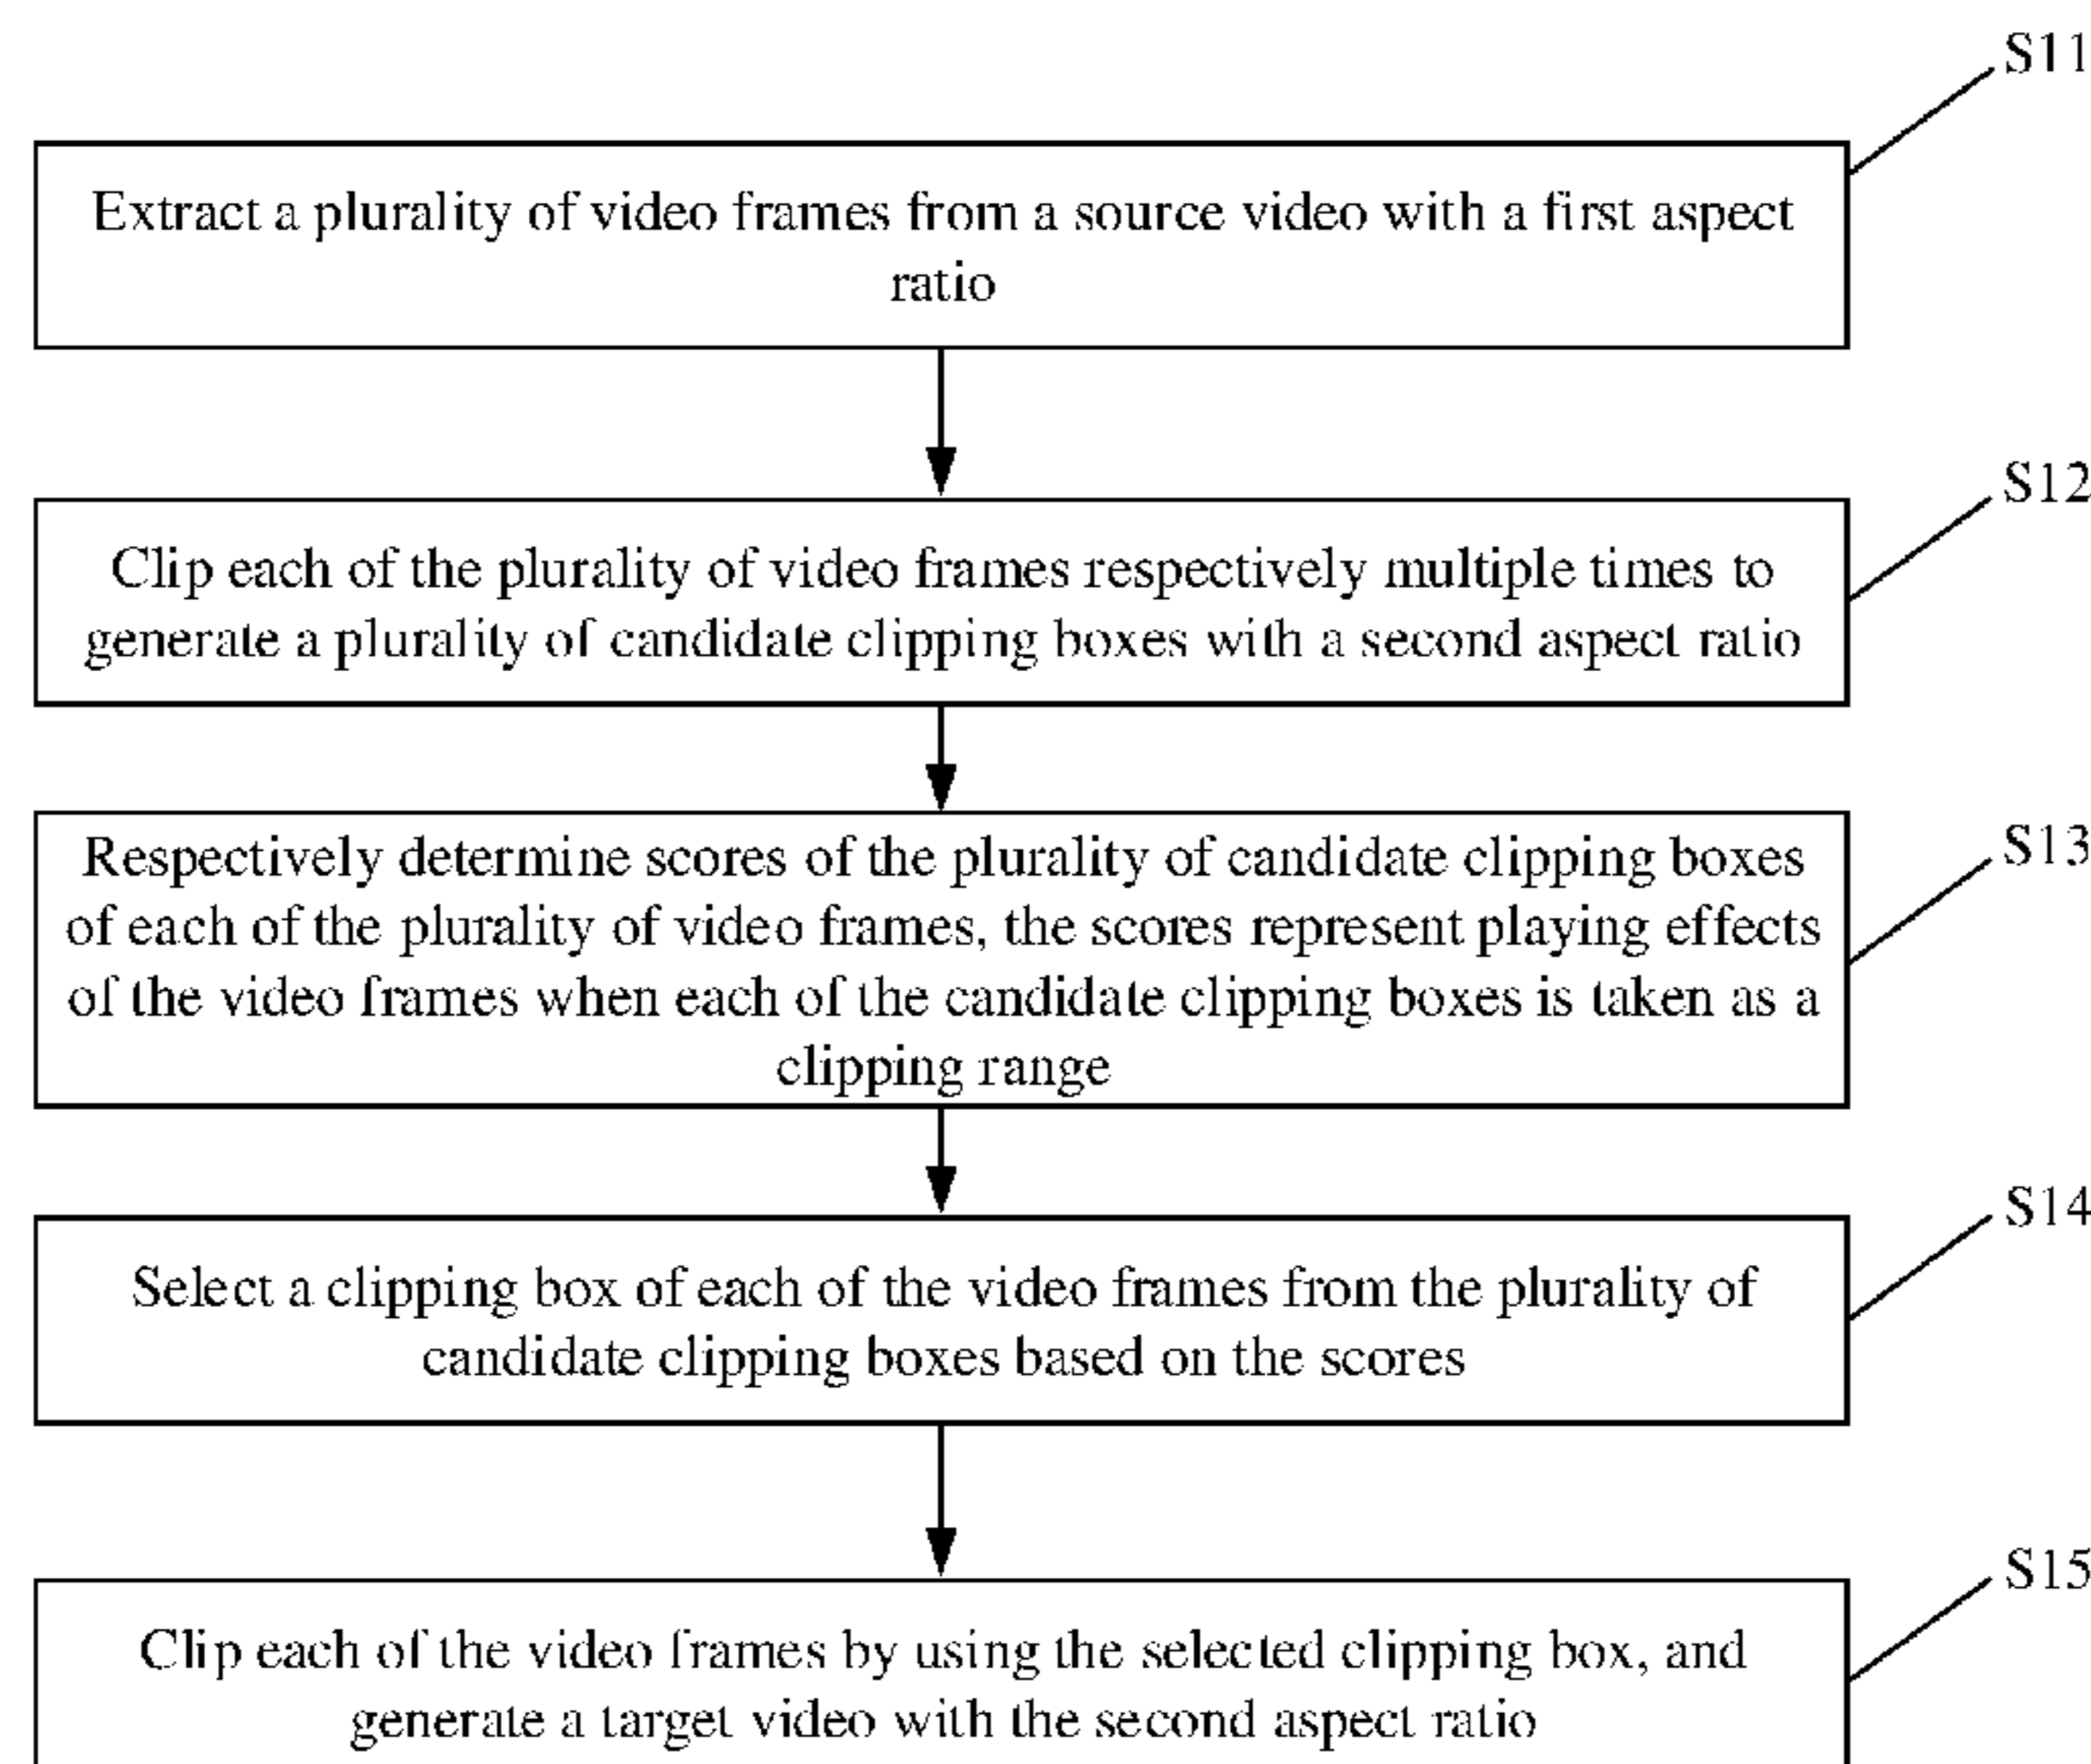 S11
Extract a plurality of video frames from a source video with a first aspect
ratio
S12
Clip each of the plurality of video frames respectively multiple times to
generate a plurality of candidate clipping boxes with a second aspect ratio
S13
Respectively determine scores of the plurality of candidate clipping boxes
of each of the plurality of video frames, the scores represent playing effects
of the video frames when each of the candidate clipping boxes is taken as a
clipping range
S14
Select a clipping box of each of the video frames from the plurality of
candidate clipping boxes based on the scores
S15
Clip each of the video frames by using the selected clipping box, and
generate a target video with the second aspect ratio